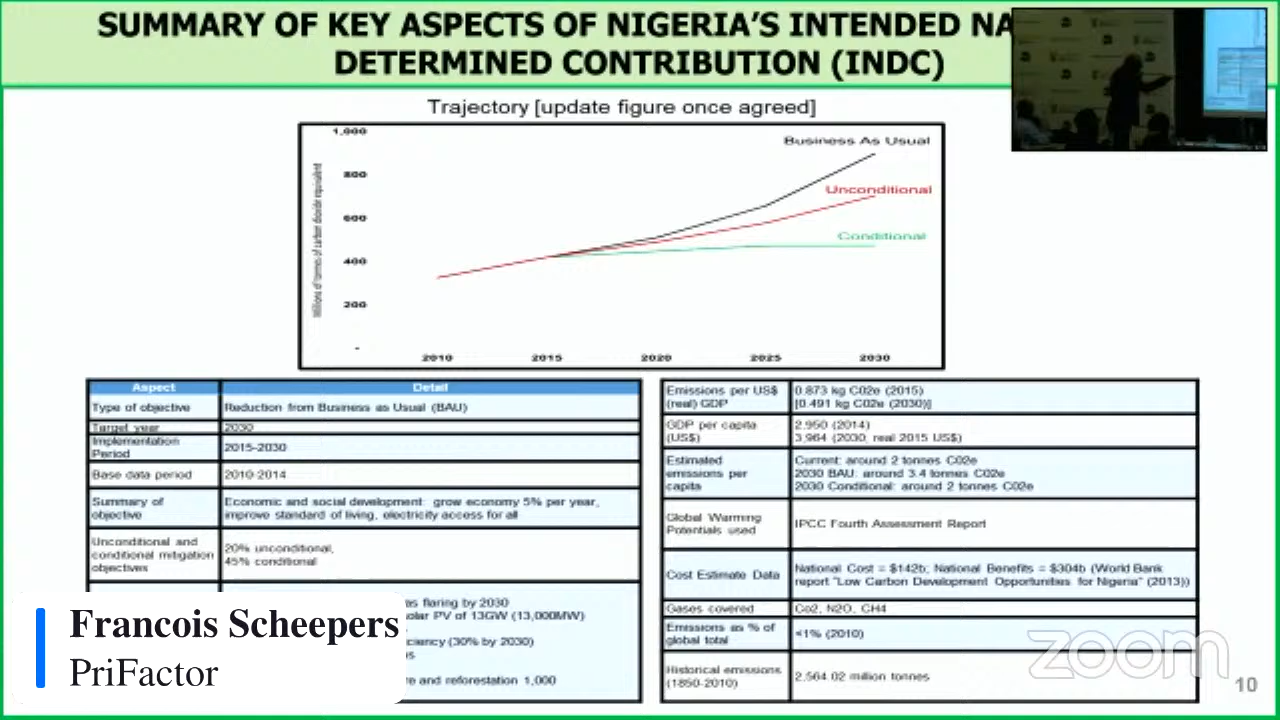 SUMMARY OF KEY ASPECTS OF NIGERIA'S INTENDED NA
DETERMINED CONTRIBUTION (INDC)
Trajectory [update figure once agreed]
Millions of tonnes of carbon dioxide equivalent
1,000
800
600
400
200
-
Business As Usual
Unconditional
Conditional
2010 2015 2020 2025 2030
Aspect Detail
Type of objective Reduction from Business as Usual (BAU)
Target year 2030
Implementation
Period
2015-2030
Base data period 2010-2014
Summary of
objective
Economic and social development: grow economy 5% per year,
improve standard of living, electricity access for all
Unconditional and
conditional mitigation
objectives
20% unconditional,
45% conditional
flaring by 2030
PV of 13GW (13,000MW)
(30% by 2030)
and reforestation 1,000
Emissions per US$
(real) GDP
0.873 kg C02e (2015)
[0.491 kg C02e (2030)]
GDP per capita
(US$)
2.950 (2014)
3,964 (2030, real 2015 US$)
Estimated
emissions per
capita
Current: around 2 tonnes C02e
2030 BAU: around 3.4 tonnes C02e
2030 Conditional: around 2 tonnes C02e
Global Warming
Potentials used
IPCC Fourth Assessment Report
Cost Estimate Data
National Cost = $142b; National Benefits = $304b (World Bank
report "Low Carbon Development Opportunities for Nigeria" (2013))
Gases covered Co2, N2O, CH4
Emissions as % of
global total
<1% (2010)
Historical emissions
(1850-2010)
2.564.02 million tonnes
Francois Scheepers
PriFactor
zoom
10